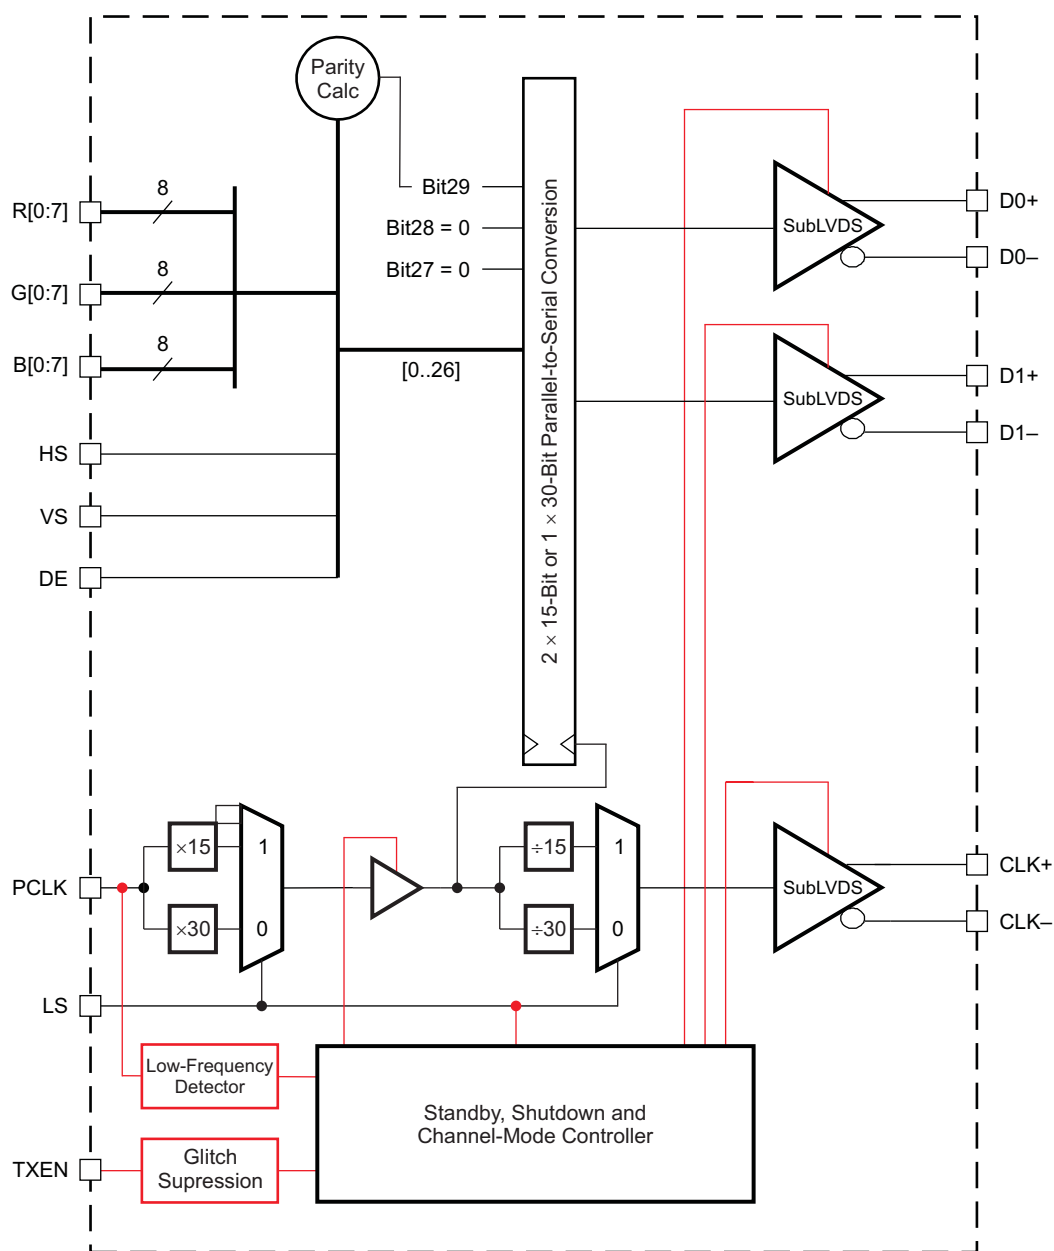 Parity
Calc
R[0:7]
8
G[0:7]
8
B[0:7]
8
HS
VS
DE
Bit29
Bit28 = 0
Bit27 = 0
[0..26]
2 × 15-Bit or 1 × 30-Bit Parallel-to-Serial Conversion
SubLVDS
D0+
D0–
SubLVDS
D1+
D1–
PCLK
×15
×30
1
0
÷15
÷30
1
0
SubLVDS
CLK+
CLK–
LS
Low-Frequency
Detector
TXEN
Glitch
Supression
Standby, Shutdown and
Channel-Mode Controller